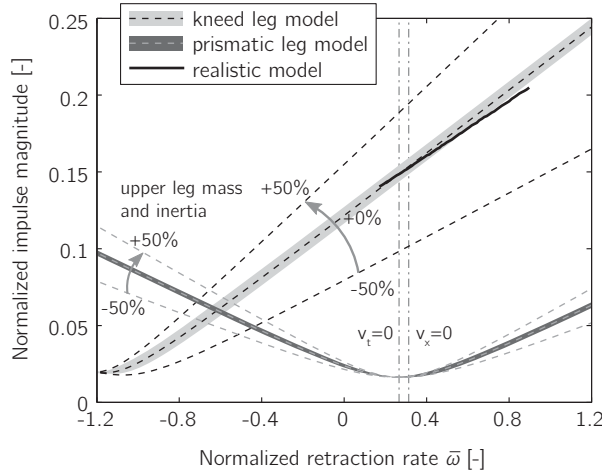 kneed leg model
prismatic leg model
realistic model
Normalized impulse magnitude [-]
0.25
0.2
0.15
0.1
0.05
0
upper leg mass
and inertia
+50%
-50%
+50%
+0%
-50%
v_t=0
v_x=0
-1.2 -0.8 -0.4 0 0.4 0.8 1.2
Normalized retraction rate ω̅ [-]